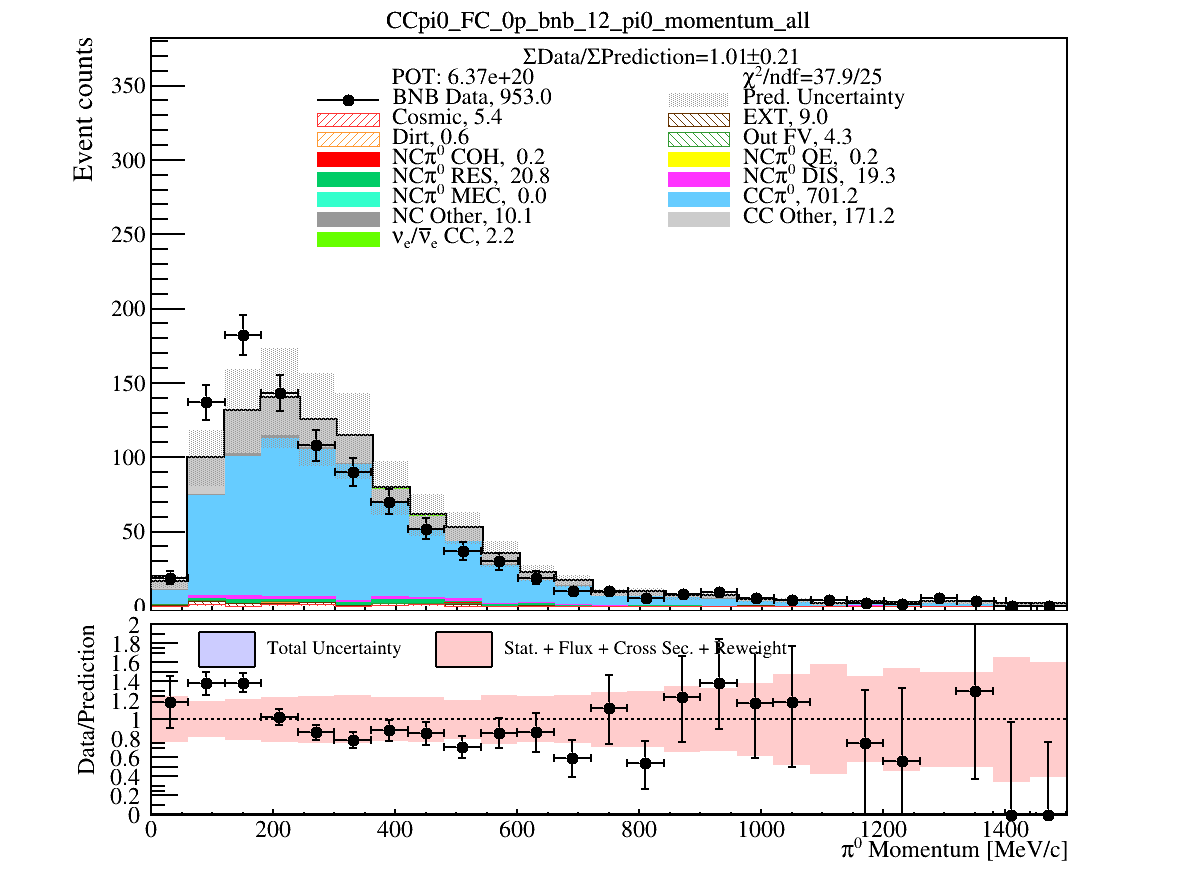 CCpi0_FC_0p_bnb_12_pi0_momentum_all
ΣData/ΣPrediction=1.01±0.21
POT: 6.37e+20
χ²/ndf=37.9/25
BNB Data, 953.0
Pred. Uncertainty
Cosmic, 5.4
EXT, 9.0
Dirt, 0.6
Out FV, 4.3
NCπ⁰ COH, 0.2
NCπ⁰ QE, 0.2
NCπ⁰ RES, 20.8
NCπ⁰ DIS, 19.3
NCπ⁰ MEC, 0.0
CCπ⁰, 701.2
NC Other, 10.1
CC Other, 171.2
νₑ/ν̅ₑ CC, 2.2
Event counts
350
300
250
200
150
100
50
0
Total Uncertainty
Stat. + Flux + Cross Sec. + Reweight
Data/Prediction
2
1.8
1.6
1.4
1.2
1
0.8
0.6
0.4
0.2
0
0 200 400 600 800 1000 1200 1400
π⁰ Momentum [MeV/c]